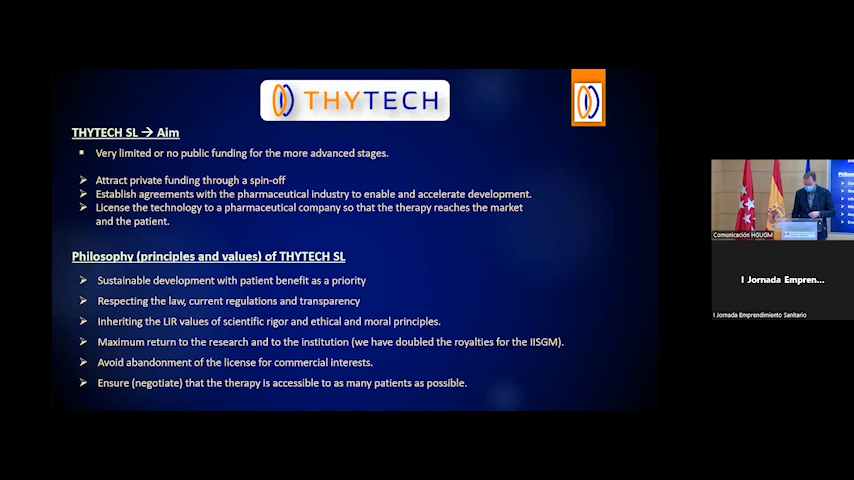 THYTECH
THYTECH SL → Aim
▪ Very limited or no public funding for the more advanced stages.
➢ Attract private funding through a spin-off
➢ Establish agreements with the pharmaceutical industry to enable and accelerate development.
➢ License the technology to a pharmaceutical company so that the therapy reaches the market
and the patient.
Philosophy (principles and values) of THYTECH SL
➢ Sustainable development with patient benefit as a priority
➢ Respecting the law, current regulations and transparency
➢ Inheriting the LIR values of scientific rigor and ethical and moral principles.
➢ Maximum return to the research and to the institution (we have doubled the royalties for the IISGM).
➢ Avoid abandonment of the license for commercial interests.
➢ Ensure (negotiate) that the therapy is accessible to as many patients as possible.
Comunicación HGUGM
I Jornada Empren...
I Jornada Emprendimiento Sanitario